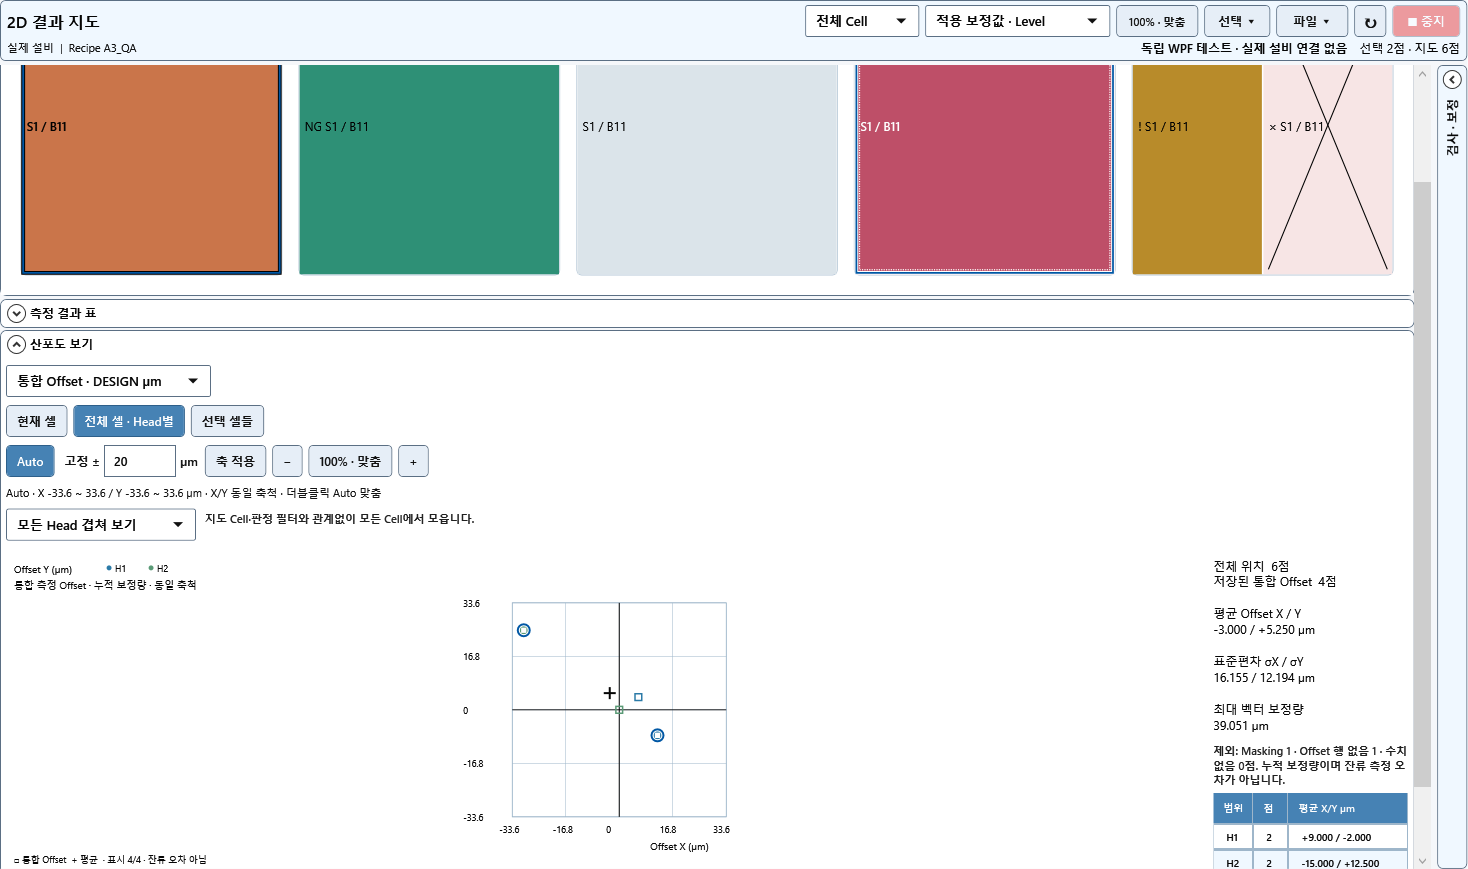 2D 결과 지도
전체 Cell
적용 보정값 · Level
100% · 맞춤
선택 ▾
파일 ▾
↻
■ 중지
실제 설비 | Recipe A3_QA
독립 WPF 테스트 · 실제 설비 연결 없음 선택 2점 · 지도 6점
S1 / B11
NG S1 / B11
S1 / B11
S1 / B11
! S1 / B11
× S1 / B11
검사 · 보정
측정 결과 표
산포도 보기
통합 Offset · DESIGN µm
현재 셀
전체 셀 · Head별
선택 셀들
Auto
고정 ±
20
µm
축 적용
−
100% · 맞춤
+
Auto · X -33.6 ~ 33.6 / Y -33.6 ~ 33.6 µm · X/Y 동일 축척 · 더블클릭 Auto 맞춤
모든 Head 겹쳐 보기
지도 Cell·판정 필터와 관계없이 모든 Cell에서 모읍니다.
Offset Y (µm)
H1
H2
통합 측정 Offset · 누적 보정량 · 동일 축척
33.6
16.8
0
-16.8
-33.6
-33.6
-16.8
0
16.8
33.6
Offset X (µm)
□ 통합 Offset + 평균 · 표시 4/4 · 잔류 오차 아님
전체 위치 6점
저장된 통합 Offset 4점
평균 Offset X / Y
-3.000 / +5.250 µm
표준편차 σX / σY
16.155 / 12.194 µm
최대 벡터 보정량
39.051 µm
제외: Masking 1 · Offset 행 없음 1 · 수치
없음 0점. 누적 보정량이며 잔류 측정 오
차가 아닙니다.
범위 점 평균 X/Y µm
H1 2 +9.000 / -2.000
H2 2 -15.000 / +12.500